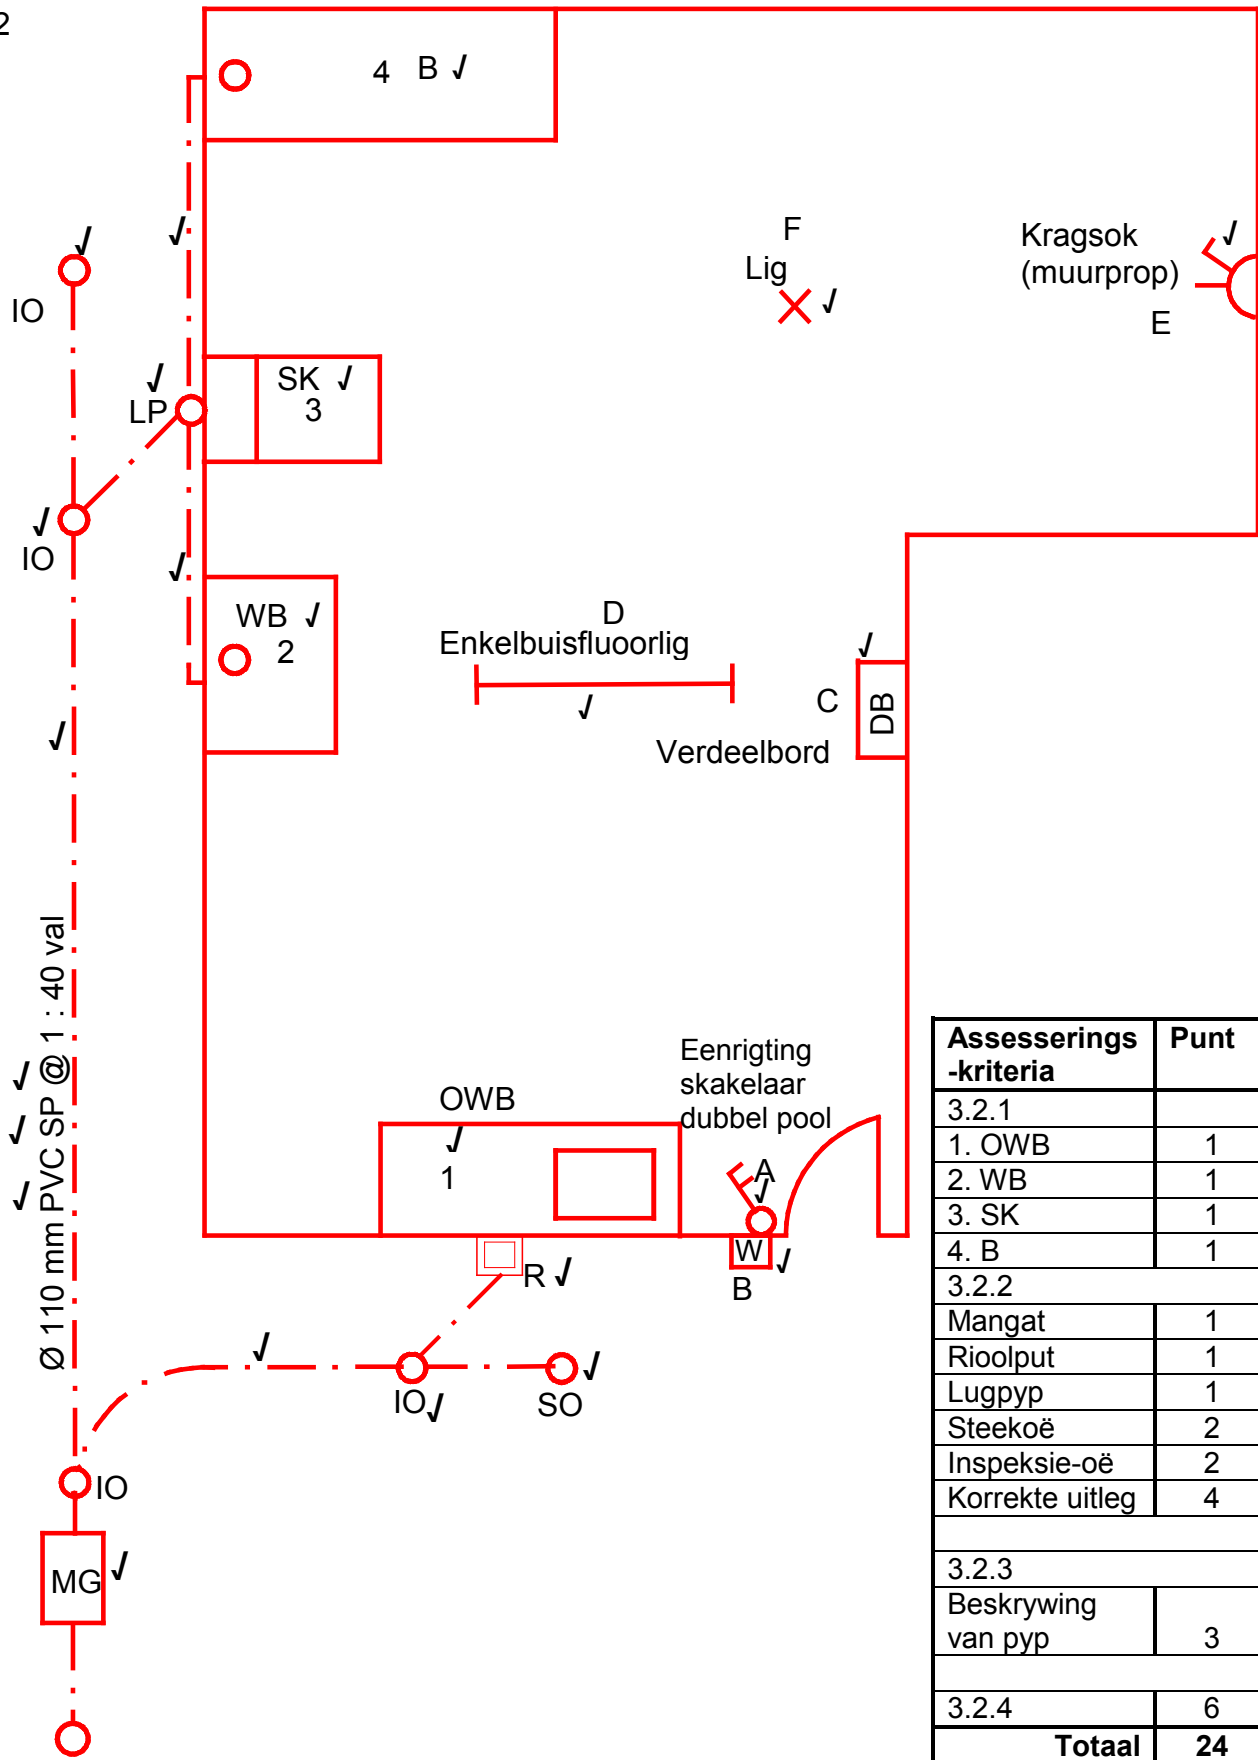 2
4 B √
√
√
IO
F
Lig
√
Kragsok √
(muurprop)
E
√
LP
SK √
3
√
IO
√
WB √
2
D
Enkelbuisfluoorlig
√
√
C
DB
Verdeelbord
√
Ø 110 mm PVC SP @ 1 : 40 val
√
√
√
OWB
√
1
Eenrigting
skakelaar
dubbel pool
A
√
W √
B
R √
√
IO √
SO √
IO
MG √
Assesserings Punt
-kriteria
3.2.1
1. OWB 1
2. WB 1
3. SK 1
4. B 1
3.2.2
Mangat 1
Rioolput 1
Lugpyp 1
Steekoë 2
Inspeksie-oë 2
Korrekte uitleg 4
3.2.3
Beskrywing
van pyp 3
3.2.4 6
Totaal 24